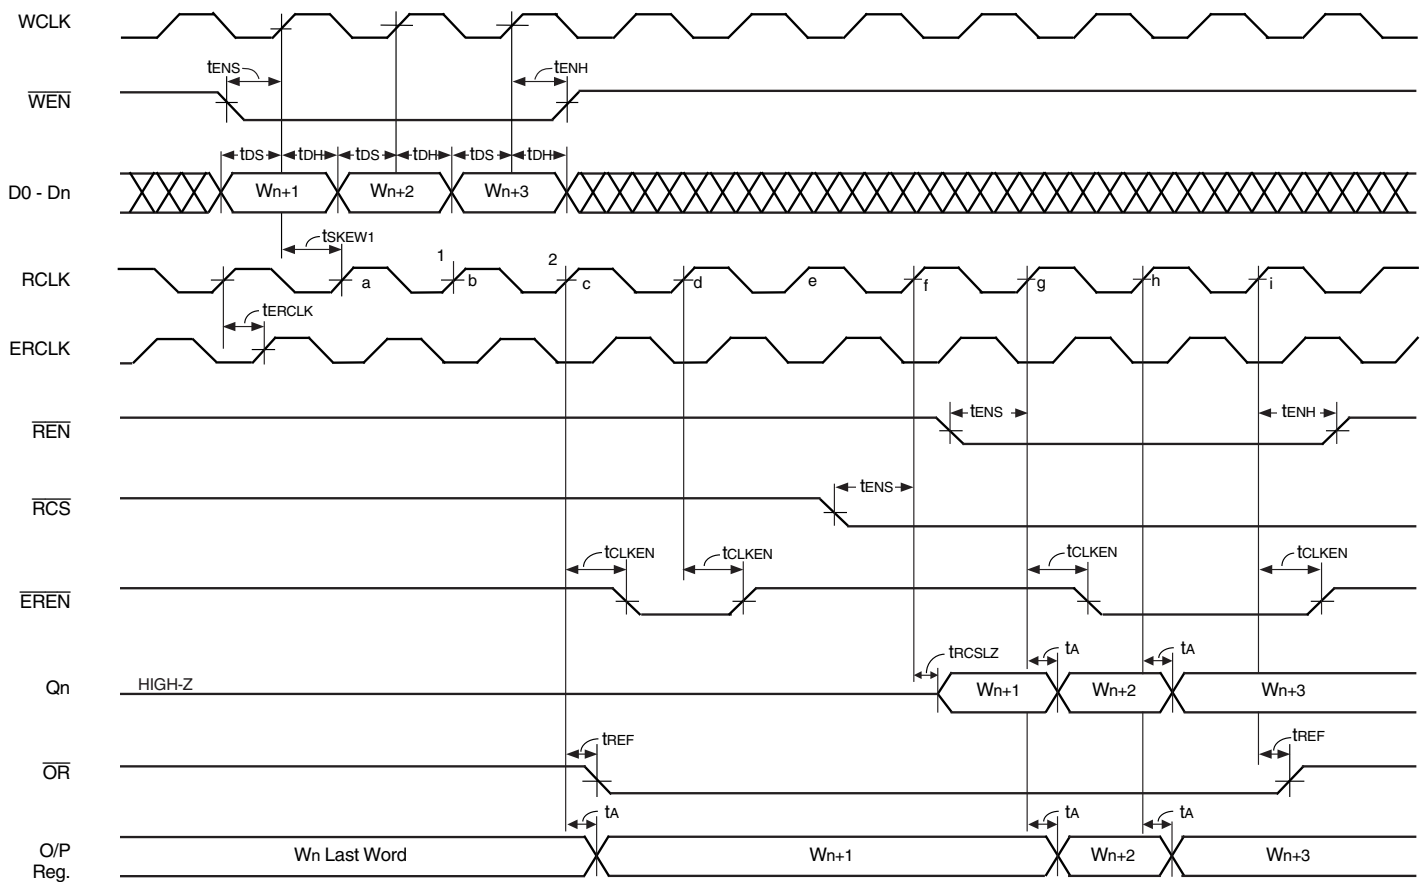 WCLK
tENS
tENH
WEN
tDS tDH tDS tDH tDS tDH
D0 - Dn
Wn+1 Wn+2 Wn+3
tSKEW1
1 2
RCLK
a b c d e f g h i
tERCLK
ERCLK
REN
tENS
tENH
RCS
tENS
tCLKEN tCLKEN tCLKEN tCLKEN
EREN
tRCSLZ
tA tA
Qn
HIGH-Z
Wn+1 Wn+2 Wn+3
tREF
tREF
OR
tA tA tA
O/P
Reg.
Wn Last Word Wn+1 Wn+2 Wn+3